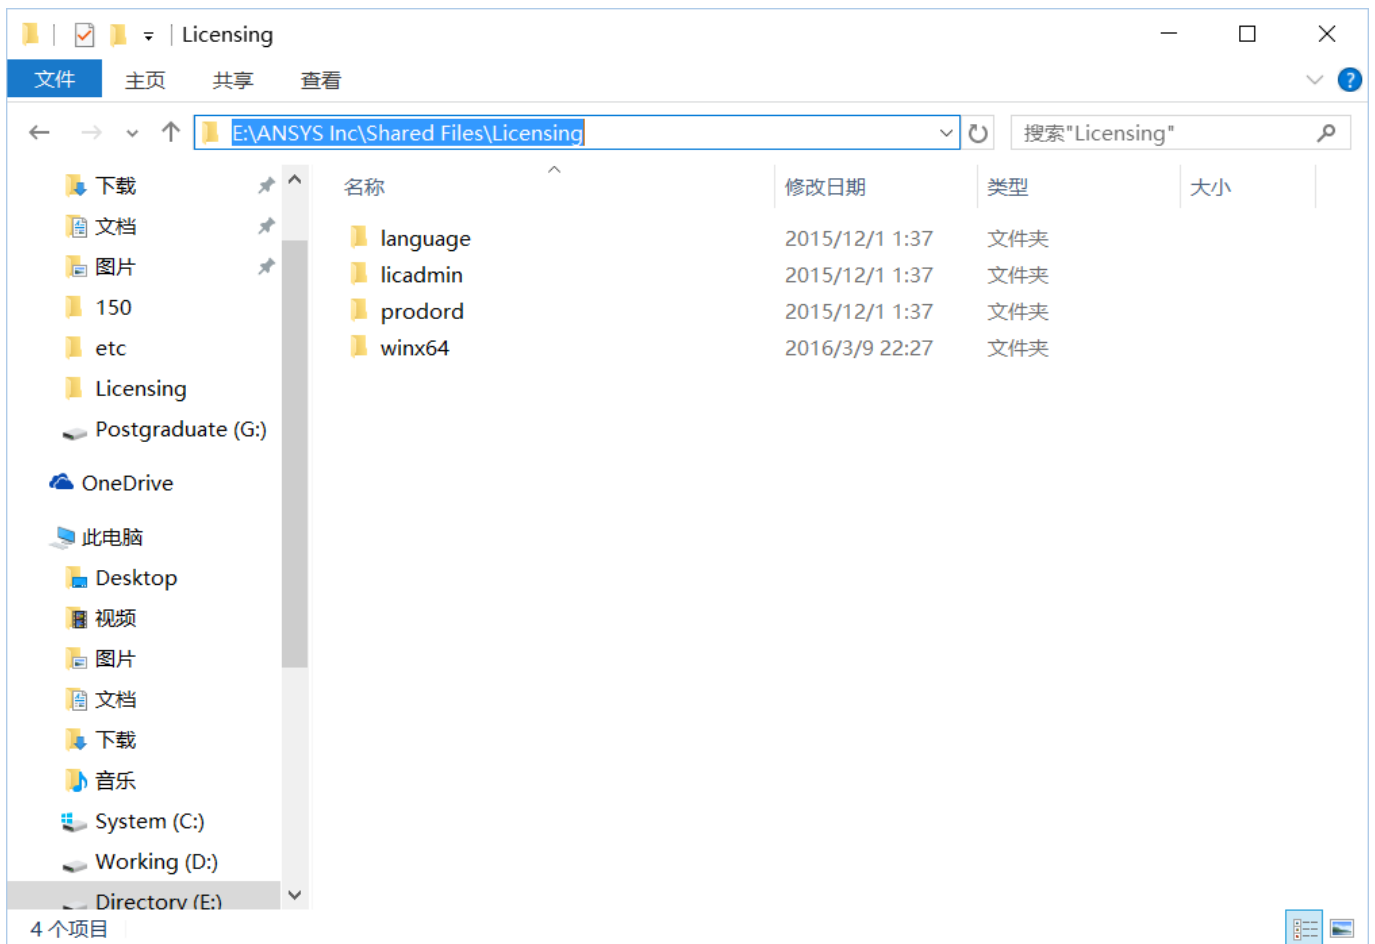 Licensing
文件 主页 共享 查看
E:\ANSYS Inc\Shared Files\Licensing 搜索"Licensing"
下载
文档
图片
150
etc
Licensing
Postgraduate (G:)
OneDrive
此电脑
Desktop
视频
图片
文档
下载
音乐
System (C:)
Working (D:)
Directory (E:)
名称 修改日期 类型 大小
language 2015/12/1 1:37 文件夹
licadmin 2015/12/1 1:37 文件夹
prodord 2015/12/1 1:37 文件夹
winx64 2016/3/9 22:27 文件夹
4 个项目